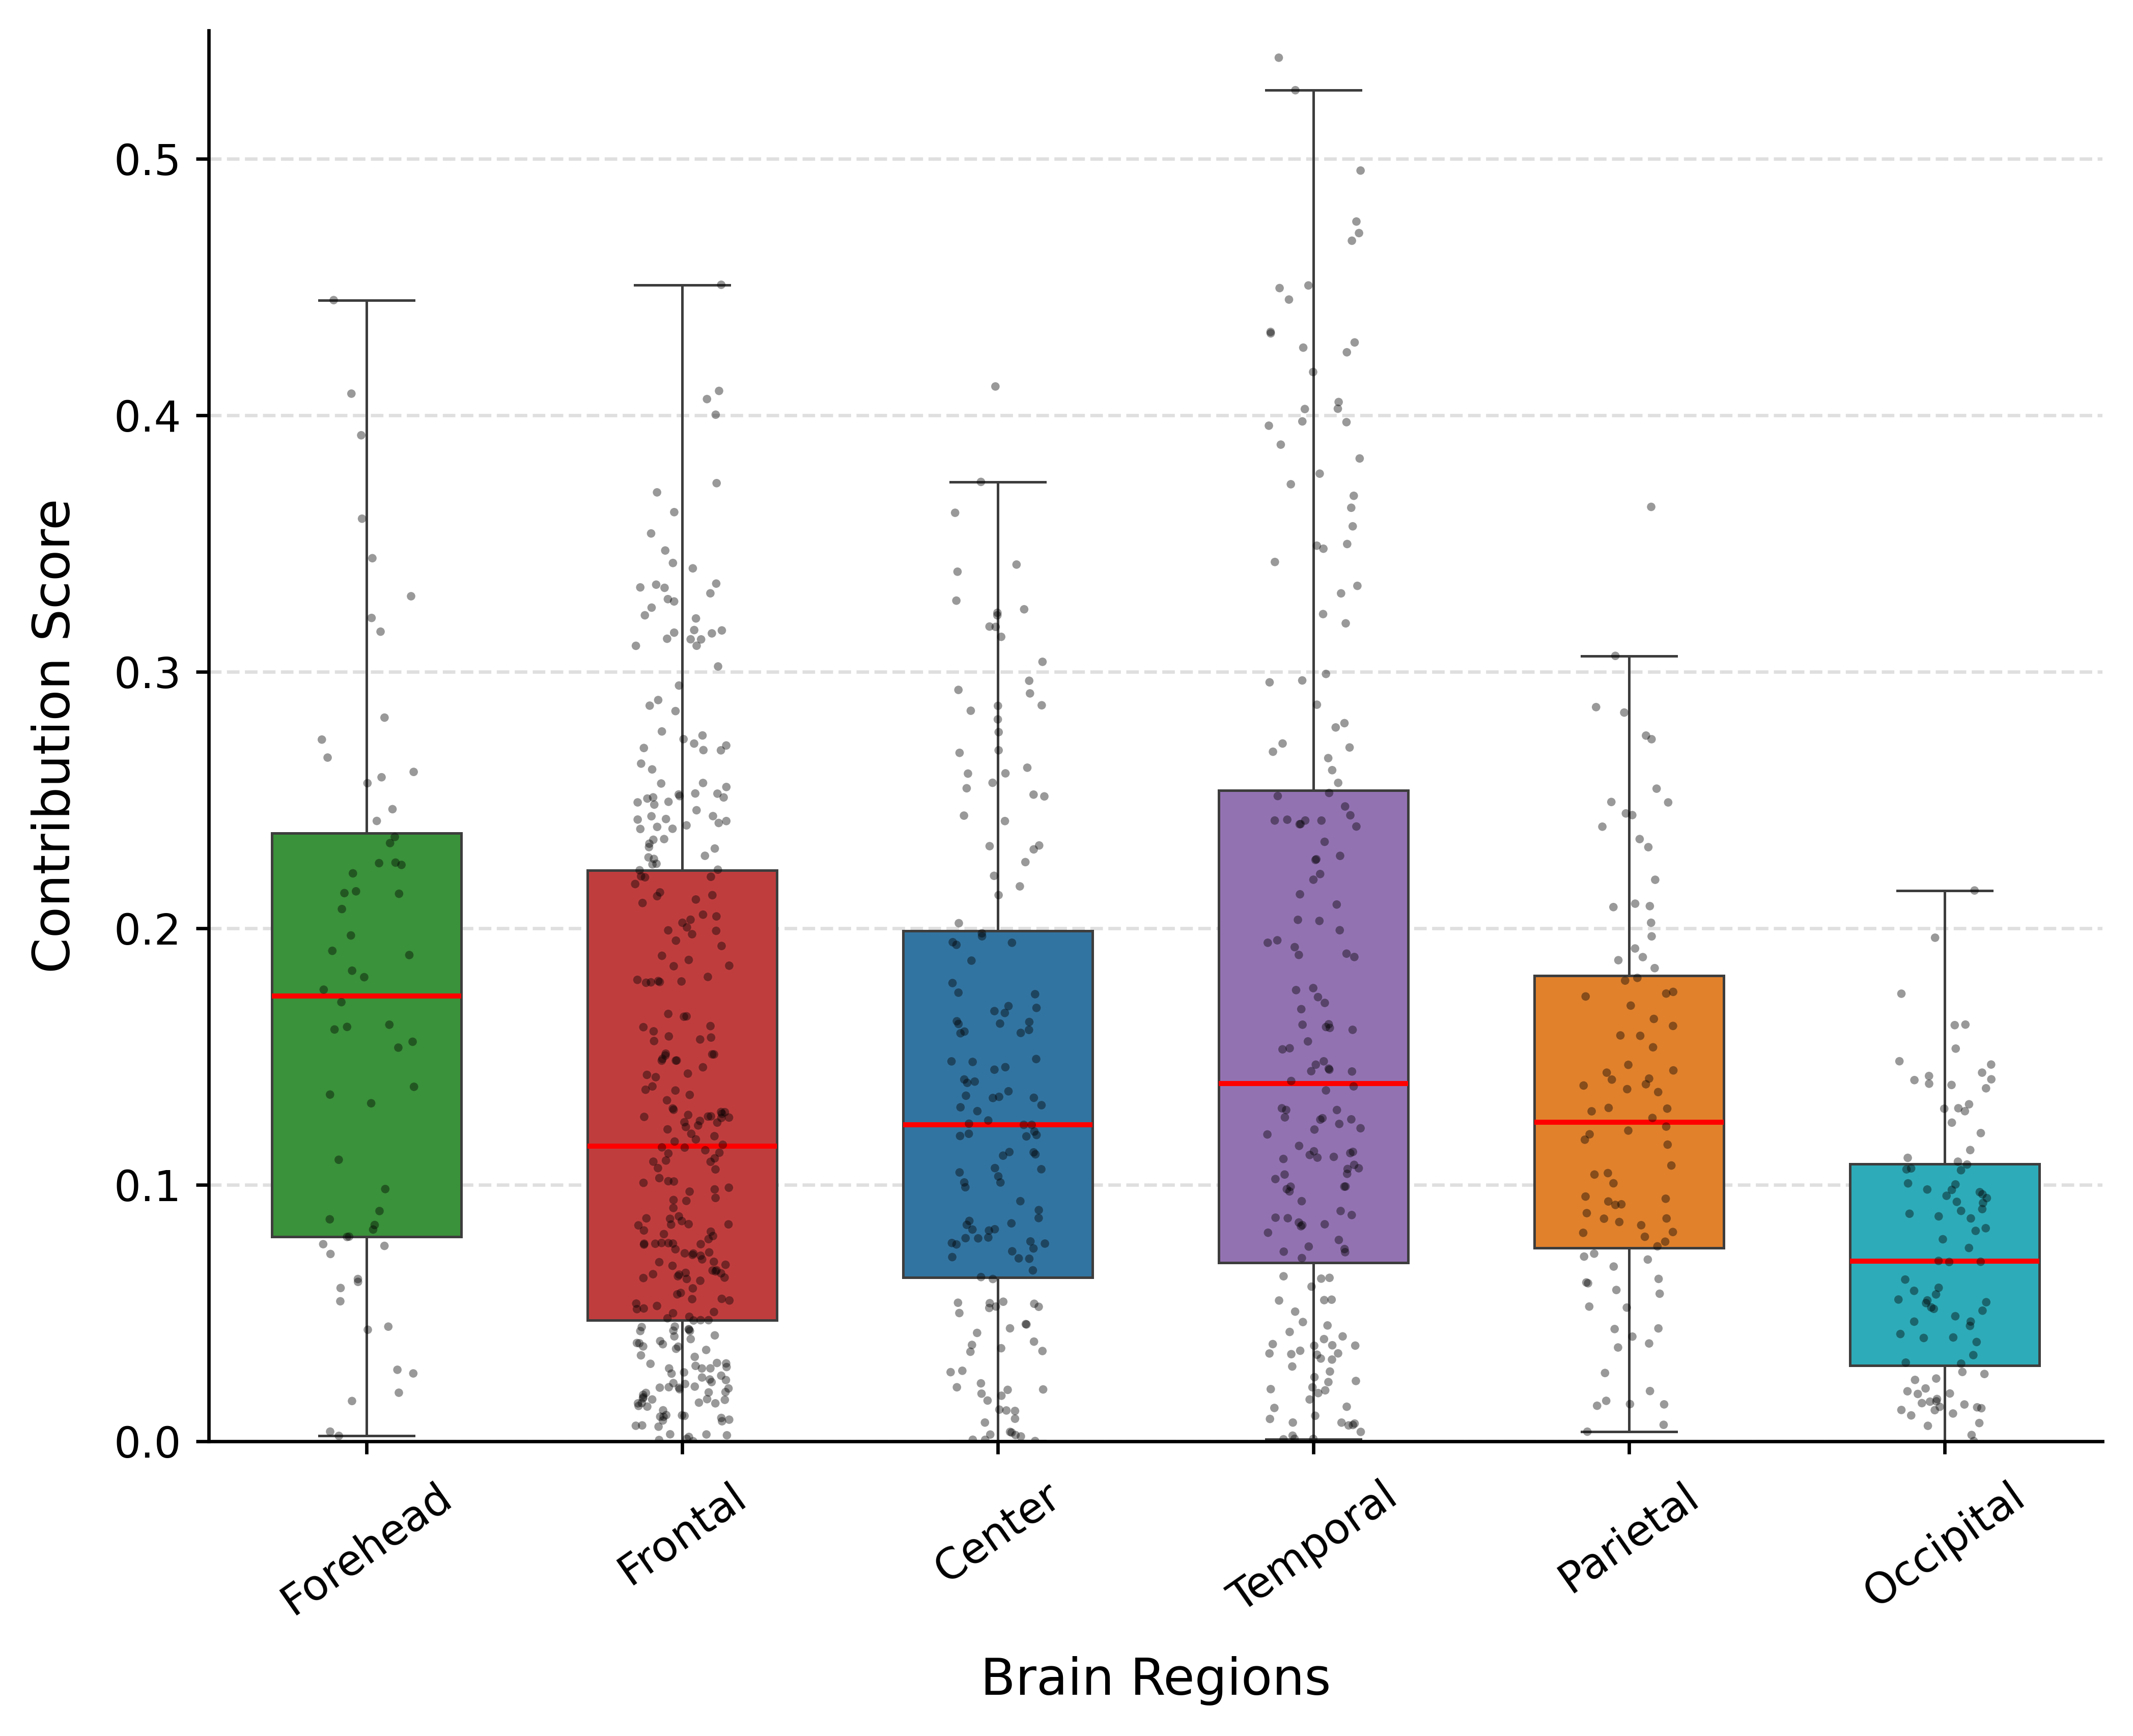 Contribution Score
0.5
0.4
0.3
0.2
0.1
0.0
Forehead
Frontal
Center
Temporal
Parietal
Occipital
Brain Regions